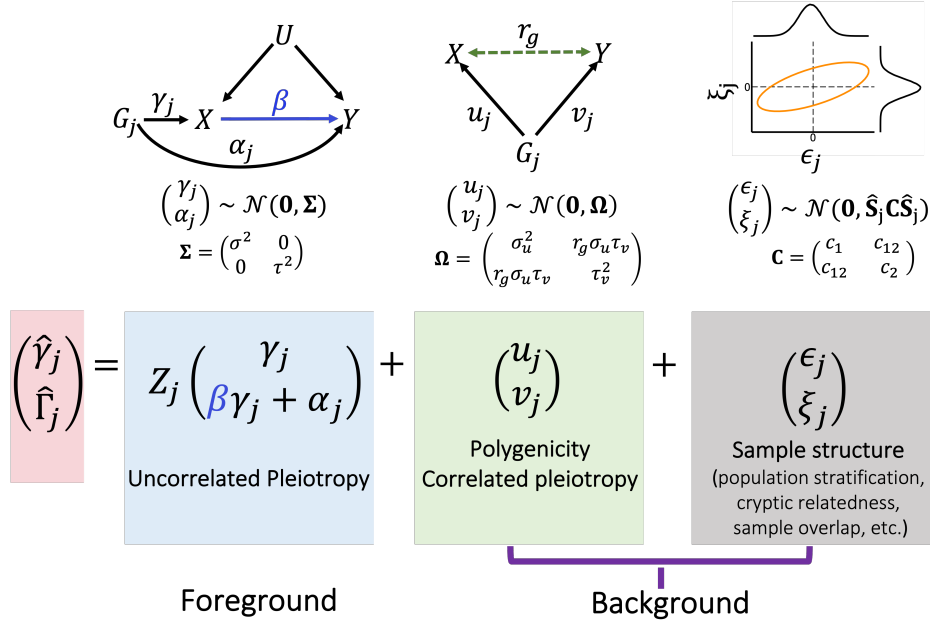 U
G_j γ_j X β Y
α_j
(γ_j α_j) ~ 𝒩(𝟎, 𝚺)
𝚺 = (σ² 0
0 τ²)
X r_g Y
u_j v_j
G_j
(u_j v_j) ~ 𝒩(𝟎, 𝛀)
𝛀 = (σ_u² r_gσ_uτ_v
r_gσ_uτ_v τ_v²)
ξ_j 0
0
ϵ_j
(ϵ_j ξ_j) ~ 𝒩(𝟎, Ŝ_jCŜ_j)
C = (c_1 c_12
c_12 c_2)
(γ̂_j Γ̂_j) = Z_j (γ_j βγ_j + α_j) + (u_j v_j) + (ϵ_j ξ_j)
Uncorrelated Pleiotropy
Polygenicity
Correlated pleiotropy
Sample structure
(population stratification,
cryptic relatedness,
sample overlap, etc.)
Foreground
Background